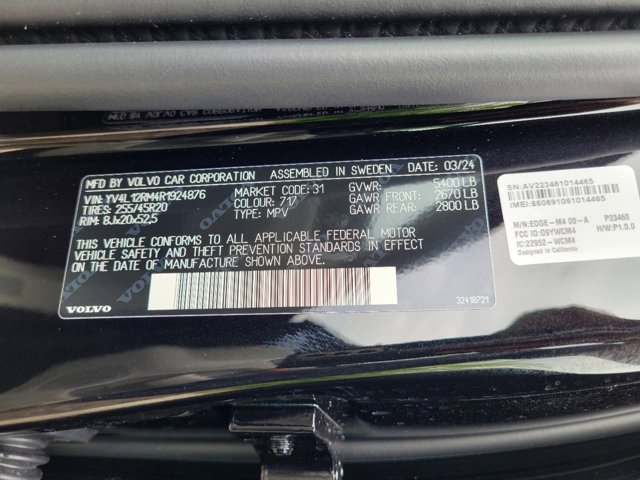 MFD BY VOLVO CAR CORPORATION ASSEMBLED IN SWEDEN DATE: 03/24
VIN: YV4L12RM4R1924876 MARKET CODE: 31 GVWR: 5400 LB
TIRES: 255/45R20 COLOUR: 717 GAWR FRONT: 2670 LB
RIM: 8Jx20x52,5 TYPE: MPV GAWR REAR: 2800 LB
THIS VEHICLE CONFORMS TO ALL APPLICABLE FEDERAL MOTOR
VEHICLE SAFETY AND THEFT PREVENTION STANDARDS IN EFFECT
ON THE DATE OF MANUFACTURE SHOWN ABOVE.
VOLVO 32418721
SN: AV223461014465
IMEI: 860691061014465
M/N: EDGE-M4 00-A P23460
FCC ID: O9YWCM4 H/W: P1.0.0
IC: 22952-WCM4
Designed in California